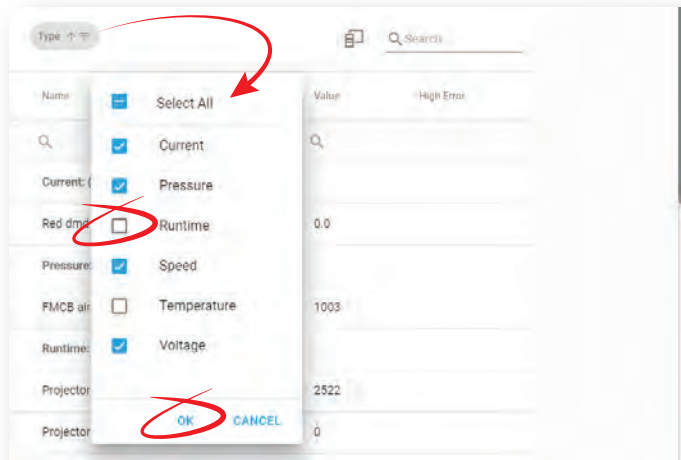 Type
Search...
Name
Value
High Error
Select All
Current
Pressure
Runtime
Speed
Temperature
Voltage
OK
CANCEL
Current: (
Red dmd
0.0
Pressure:
FMCB air
1003
Runtime:
Projector
2522
Projector
0